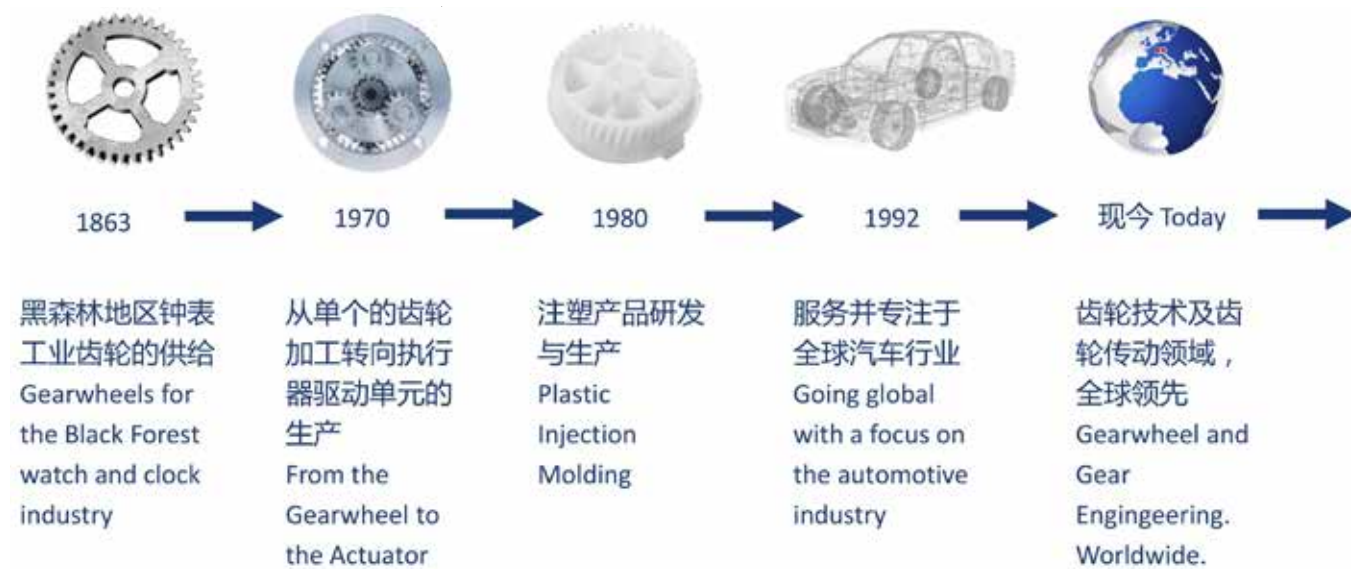 1863
1970
1980
1992
现今 Today
黑森林地区钟表
工业齿轮的供给
Gearwheels for
the Black Forest
watch and clock
industry
从单个的齿轮
加工转向执行
器驱动单元的
生产
From the
Gearwheel to
the Actuator
注塑产品研发
与生产
Plastic
Injection
Molding
服务并专注于
全球汽车行业
Going global
with a focus on
the automotive
industry
齿轮技术及齿
轮传动领域，
全球领先
Gearwheel and
Gear
Engingeering.
Worldwide.